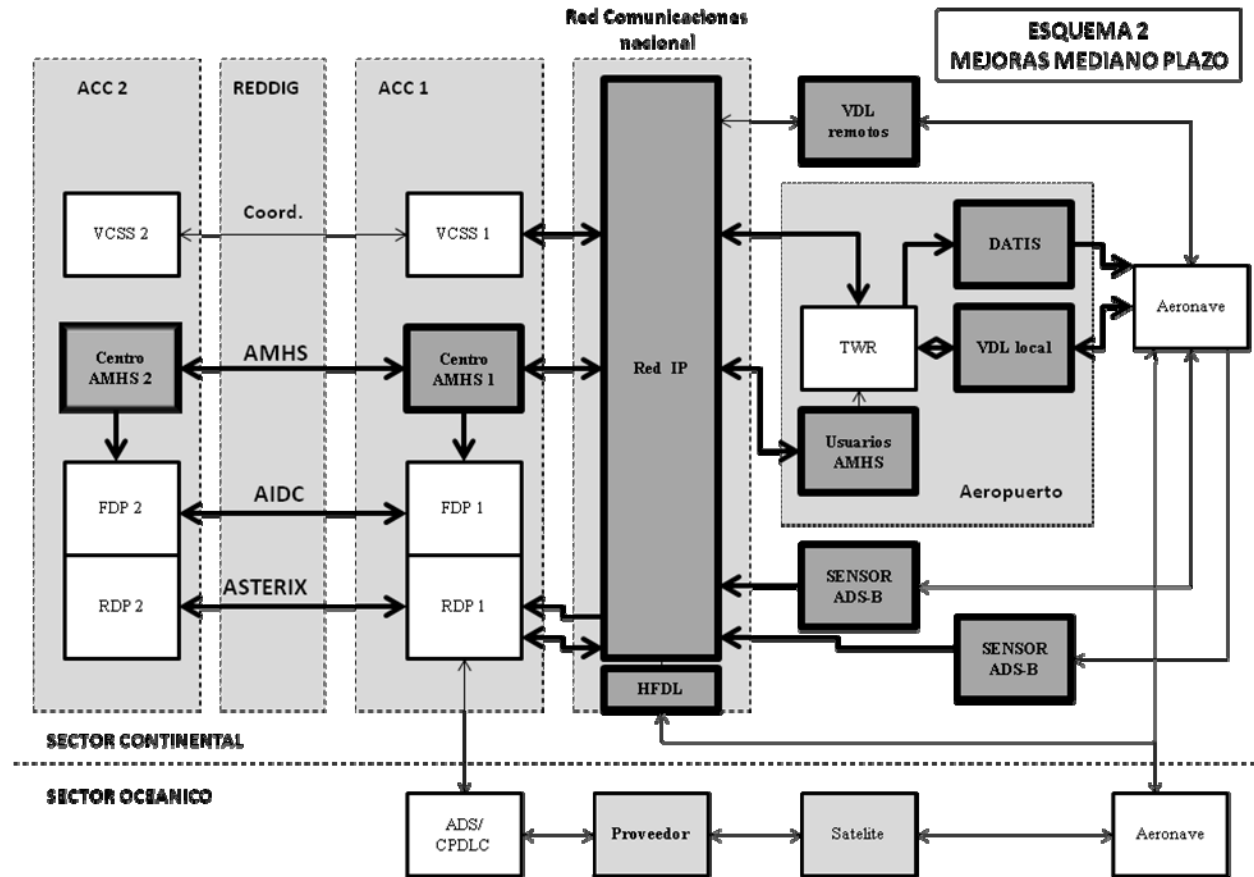 Red Comunicaciones
nacional
ESQUEMA 2
MEJORAS MEDIANO PLAZO
ACC 2
REDDIG
ACC 1
VDL
remotos
VCSS 2
Coord.
VCSS 1
DATIS
Aeronave
TWR
VDL local
Centro
AMHS 2
AMHS
Centro
AMHS 1
Red IP
Usuarios
AMHS
Aeropuerto
FDP 2
AIDC
FDP 1
RDP 2
ASTERIX
RDP 1
SENSOR
ADS-B
SENSOR
ADS-B
HFDL
SECTOR CONTINENTAL
SECTOR OCEANICO
ADS/
CPDLC
Proveedor
Satelite
Aeronave